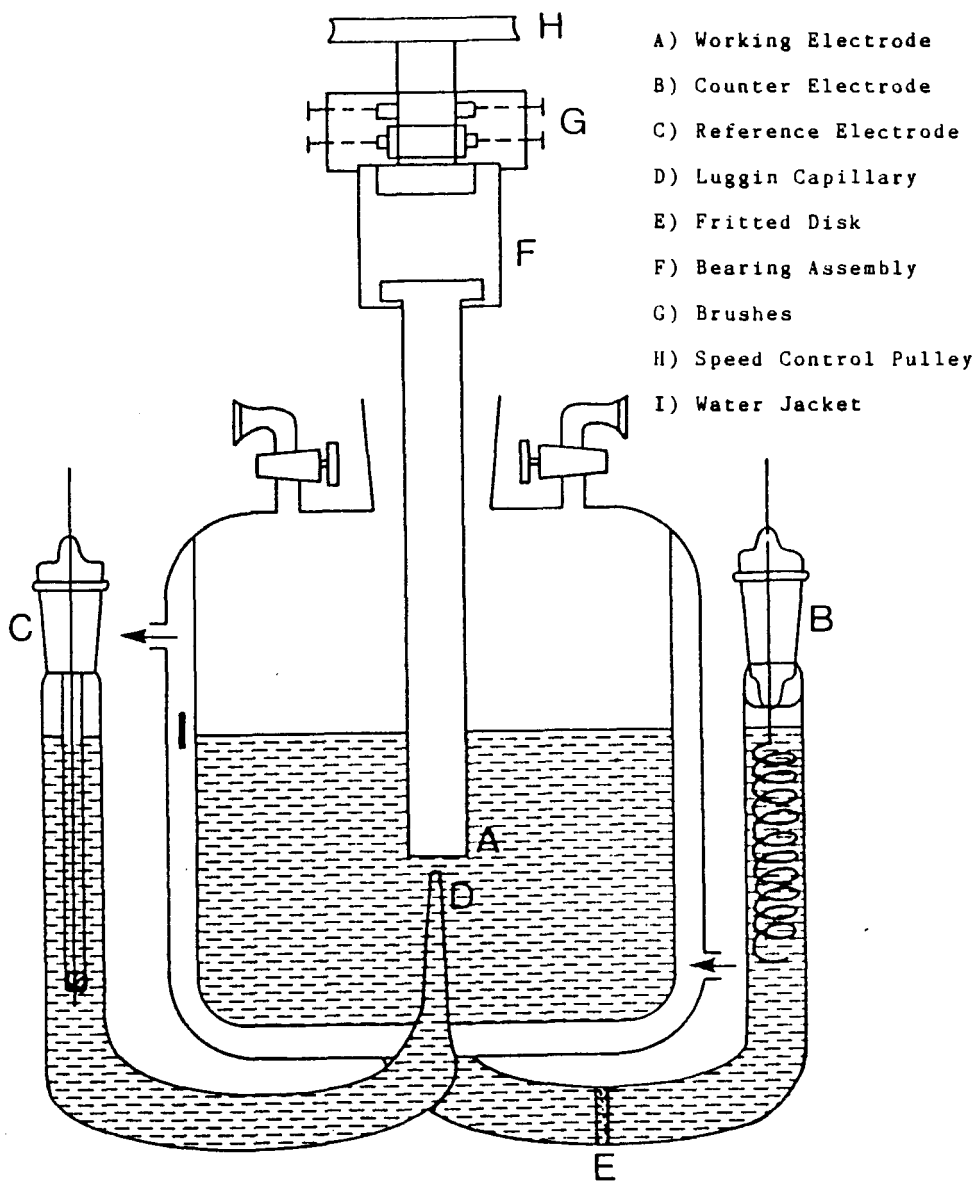 H
A) Working Electrode
B) Counter Electrode
C) Reference Electrode
D) Luggin Capillary
E) Fritted Disk
F) Bearing Assembly
G) Brushes
H) Speed Control Pulley
I) Water Jacket
G
F
C
B
I
A
D
E